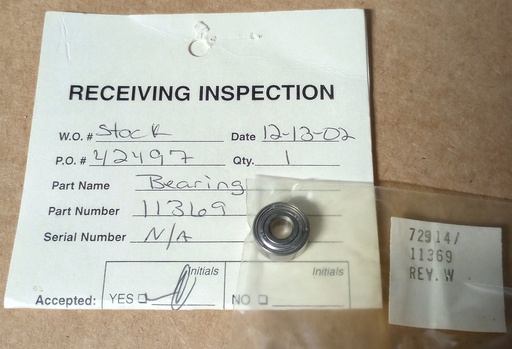 RECEIVING INSPECTION
W.O. # Stock Date 12-13-02
P.O. # 42497 Qty. 1
Part Name Bearing
Part Number 11369
Serial Number N/A
Initials Initials
Accepted: YES NO
72914/
11369
REV. W